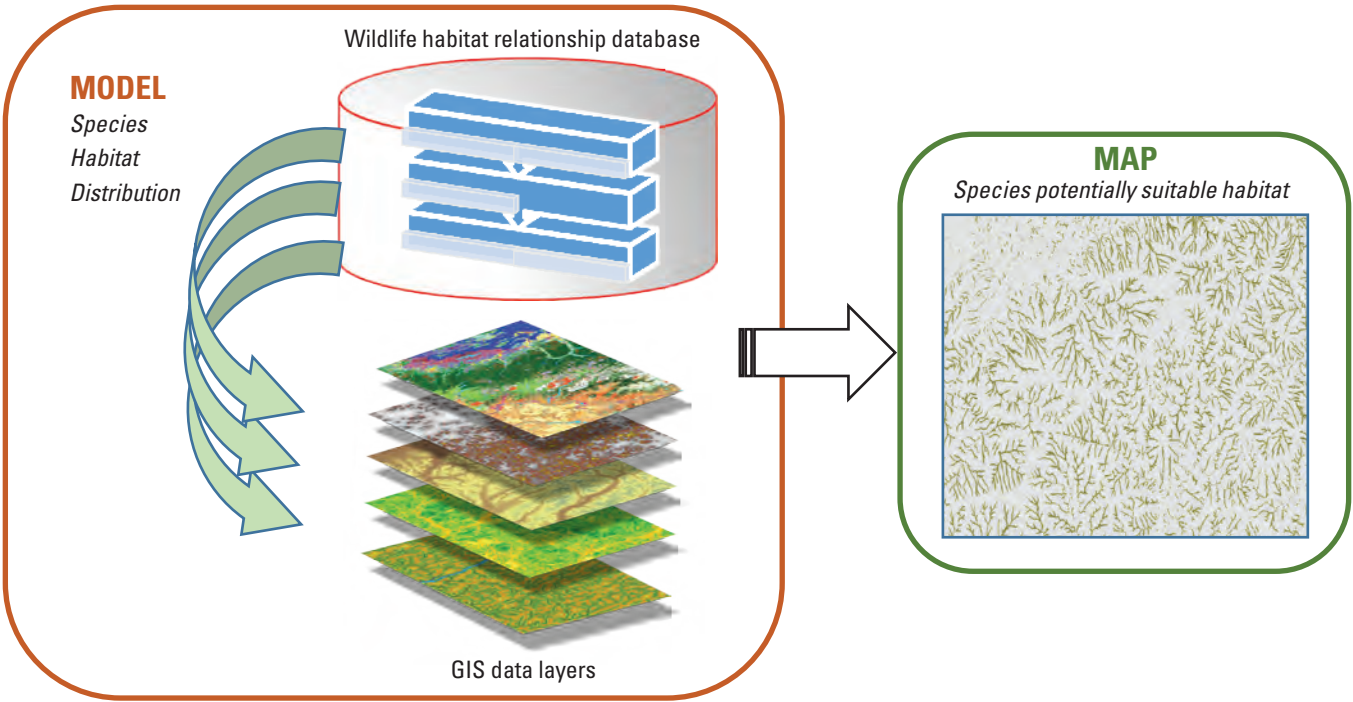 Wildlife habitat relationship database
MODEL
Species
Habitat
Distribution
GIS data layers
MAP
Species potentially suitable habitat